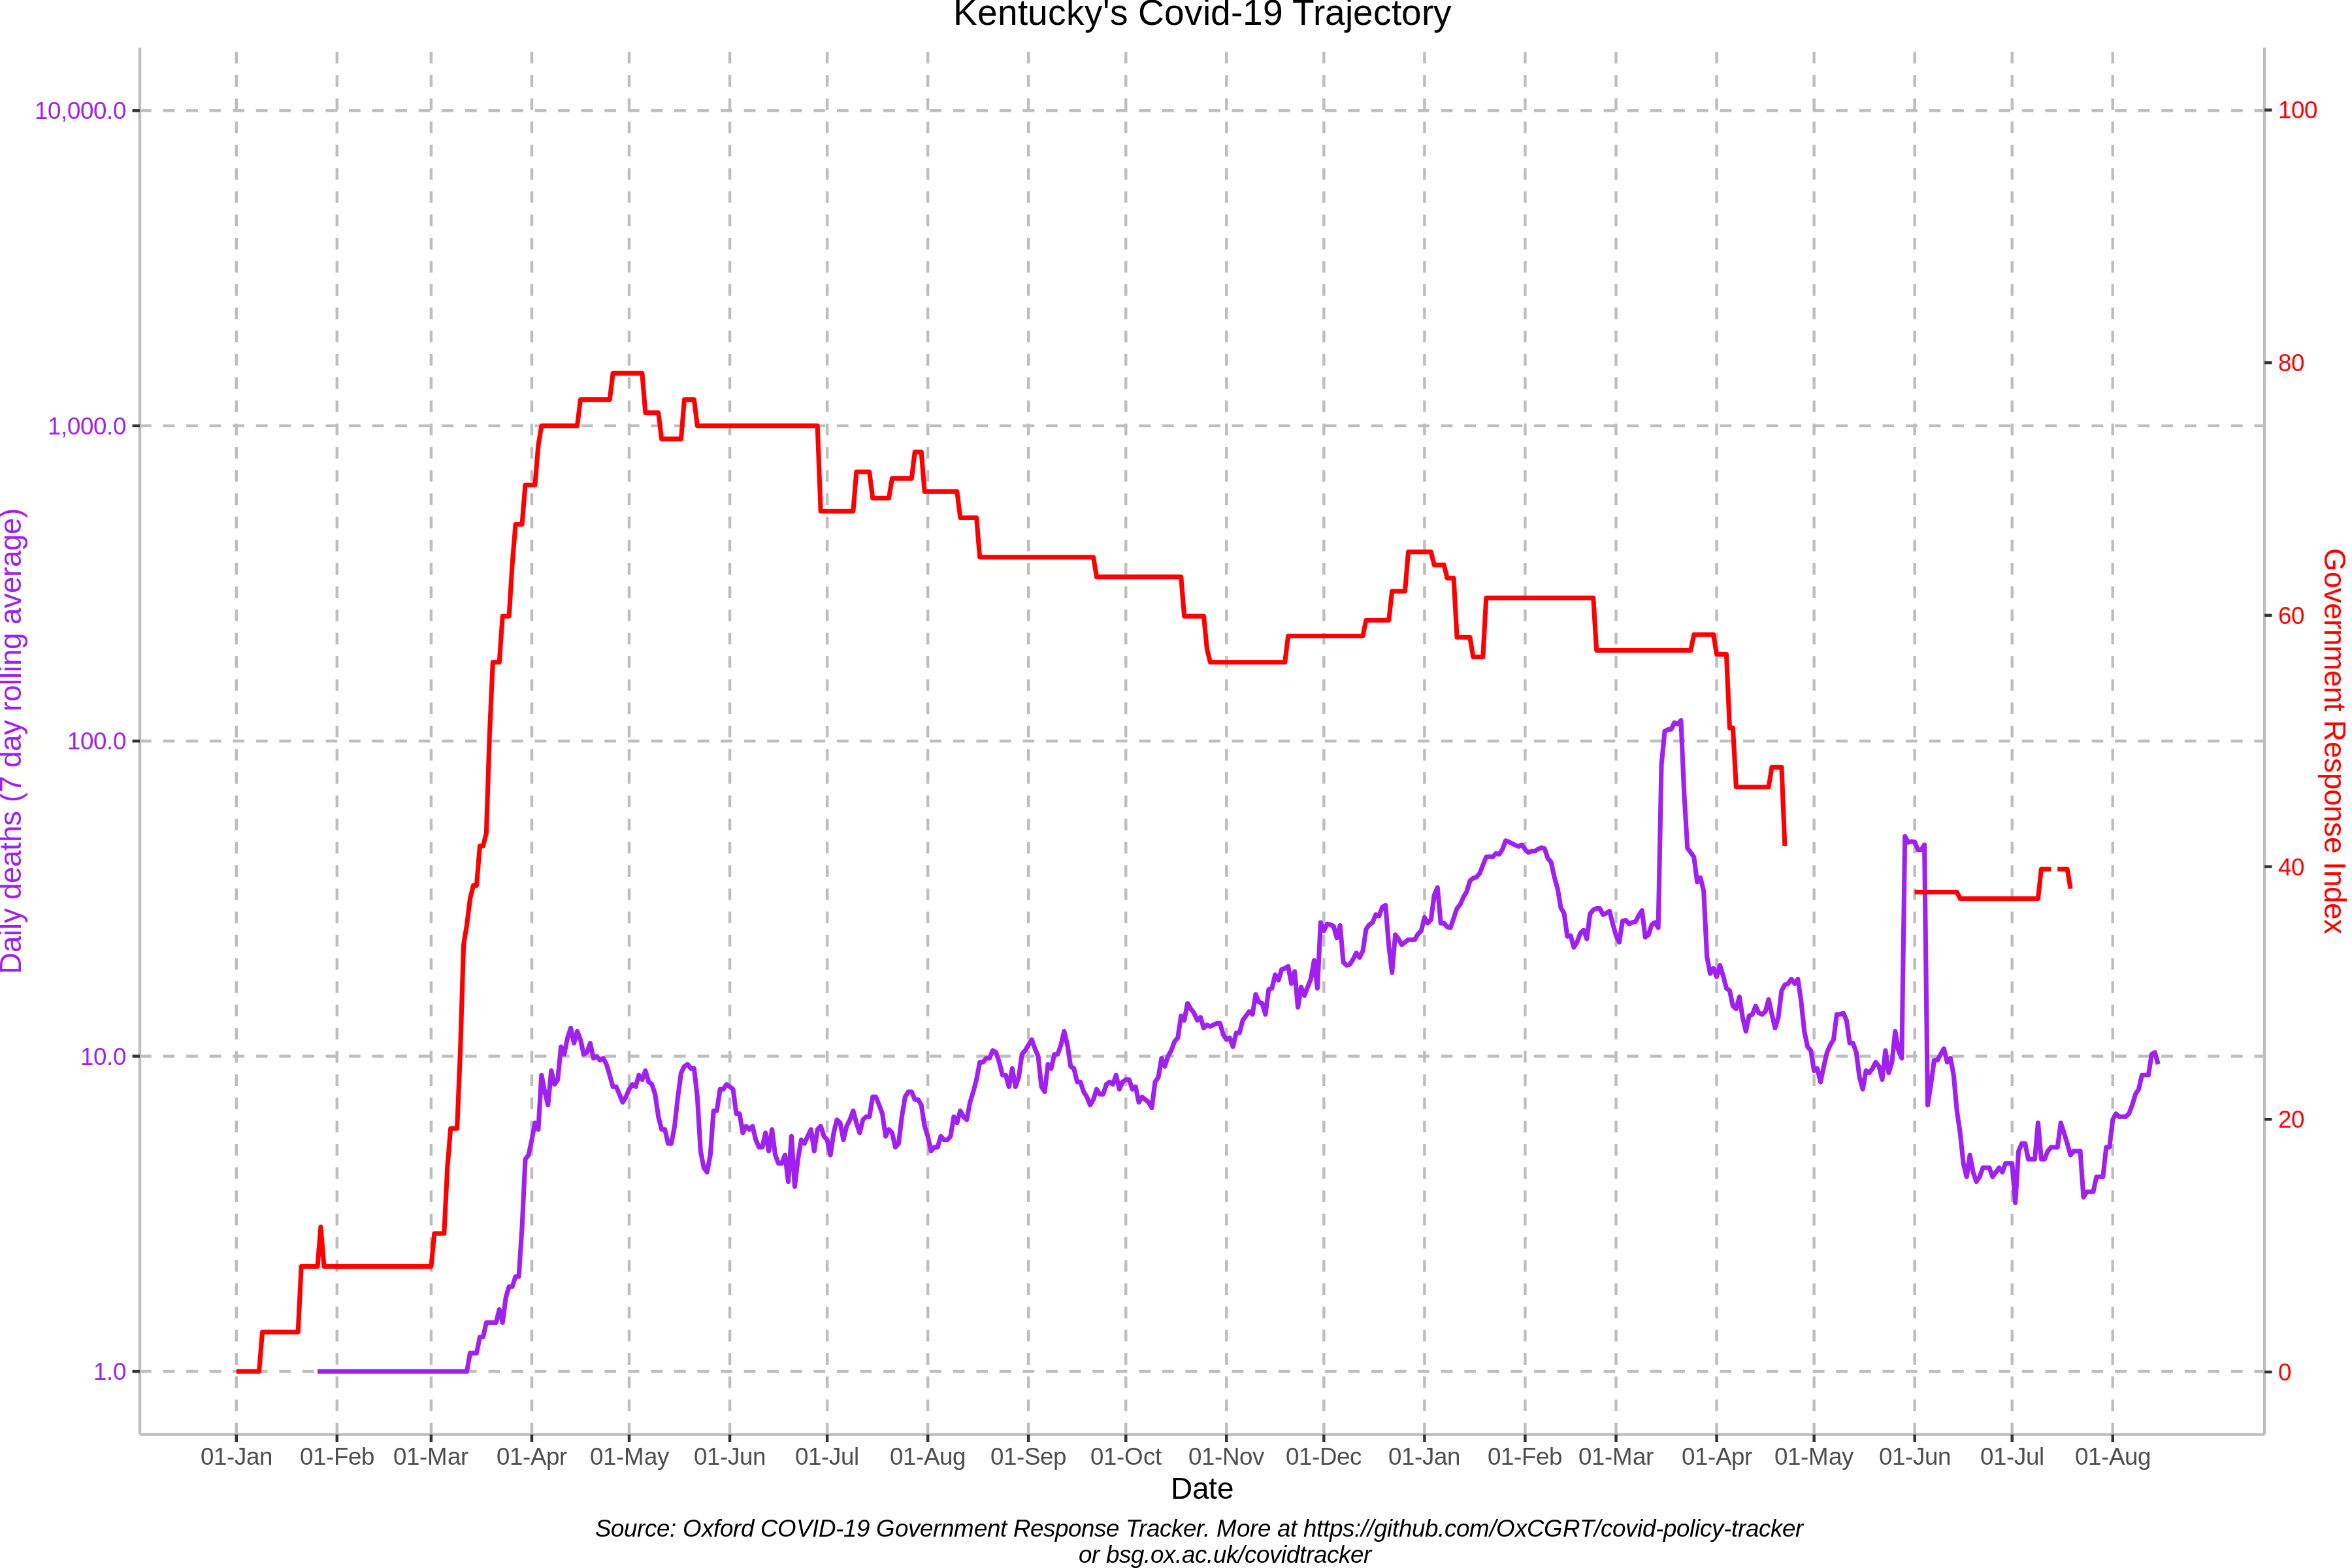 Kentucky's Covid-19 Trajectory
10,000.0
1,000.0
100.0
10.0
1.0
Daily deaths (7 day rolling average)
100
80
60
40
20
0
Government Response Index
01-Jan 01-Feb 01-Mar 01-Apr 01-May 01-Jun 01-Jul 01-Aug 01-Sep 01-Oct 01-Nov 01-Dec 01-Jan 01-Feb 01-Mar 01-Apr 01-May 01-Jun 01-Jul 01-Aug
Date
Source: Oxford COVID-19 Government Response Tracker. More at https://github.com/OxCGRT/covid-policy-tracker
or bsg.ox.ac.uk/covidtracker